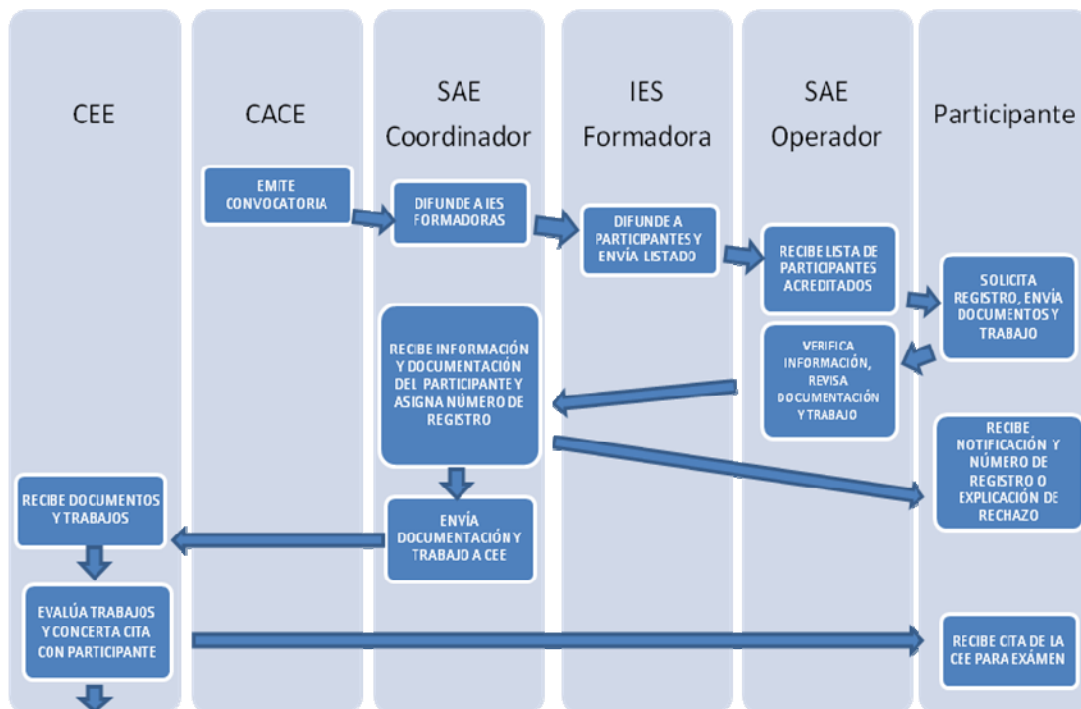 CEE
CACE
SAE
Coordinador
IES
Formadora
SAE
Operador
Participante
EMITE
CONVOCATORIA
DIFUNDE A IES
FORMADORAS
DIFUNDE A
PARTICIPANTES Y
ENVÍA LISTADO
RECIBE LISTA DE
PARTICIPANTES
ACREDITADOS
SOLICITA
REGISTRO, ENVÍA
DOCUMENTOS Y
TRABAJO
VERIFICA
INFORMACIÓN,
REVISA
DOCUMENTACIÓN
Y TRABAJO
RECIBE INFORMACIÓN
Y DOCUMENTACIÓN
DEL PARTICIPANTE Y
ASIGNA NÚMERO DE
REGISTRO
RECIBE
NOTIFICACIÓN Y
NÚMERO DE
REGISTRO O
EXPLICACIÓN DE
RECHAZO
ENVÍA
DOCUMENTACIÓN Y
TRABAJO A CEE
RECIBE DOCUMENTOS
Y TRABAJOS
EVALÚA TRABAJOS
Y CONCERTA CITA
CON PARTICIPANTE
RECIBE CITA DE LA
CEE PARA EXÁMEN